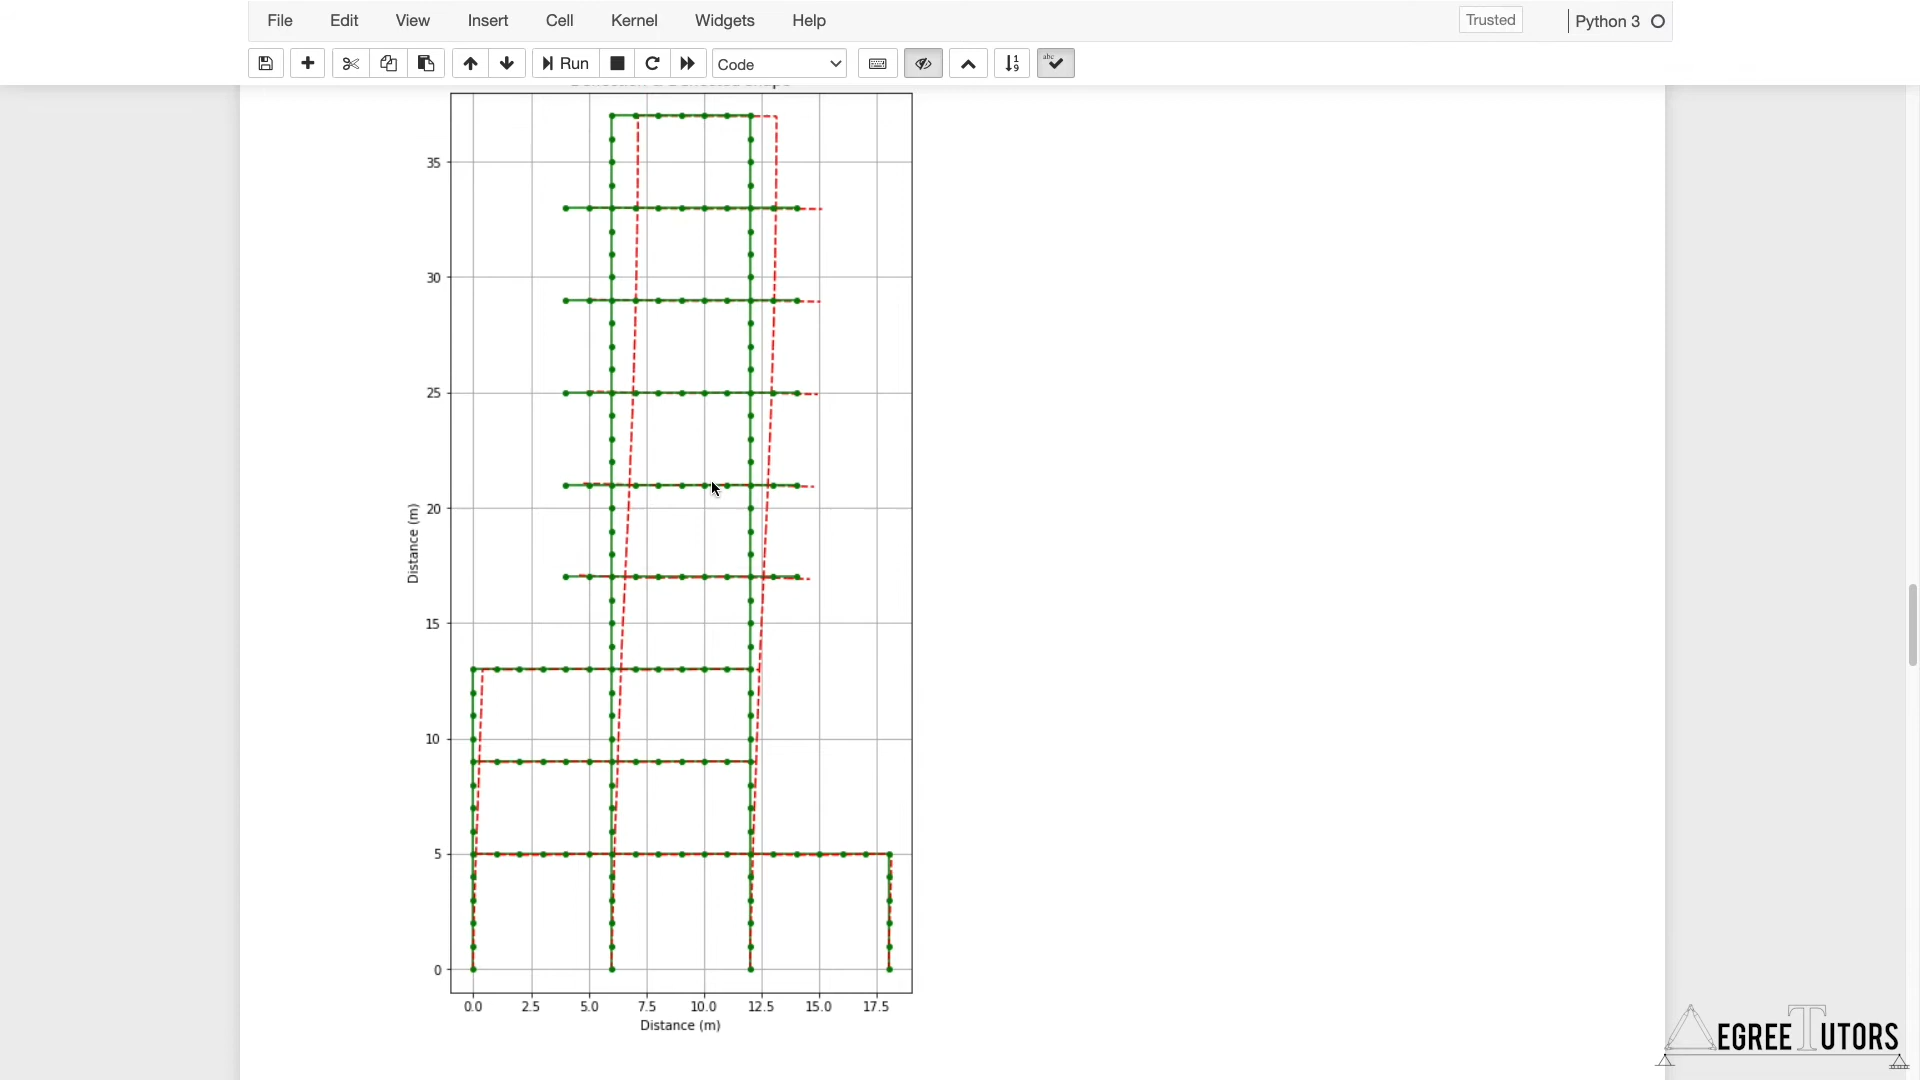 File Edit View Insert Cell Kernel Widgets Help Trusted Python 3
Run Code
35
30
25
20
15
10
5
0
Distance (m)
0.0 2.5 5.0 7.5 10.0 12.5 15.0 17.5
Distance (m)
DEGREE TUTORS